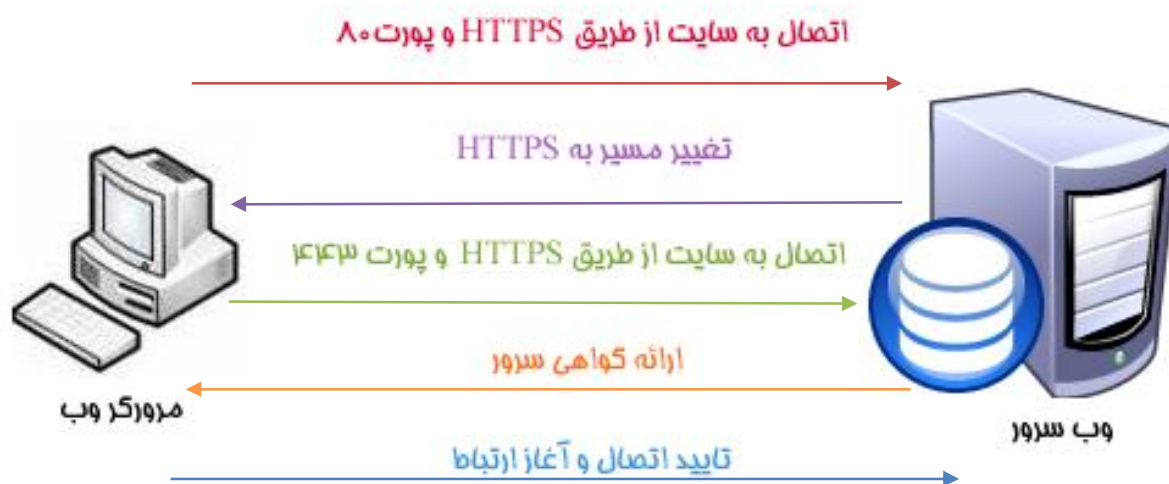 اتصال به سایت از طریق HTTPS و پورت ۸۰
تغییر مسیر به HTTPS
اتصال به سایت از طریق HTTPS و پورت ۴۴۳
ارائه گواهی سرور
مرورگر وب
وب سرور
تایید اتصال و آغاز ارتباط